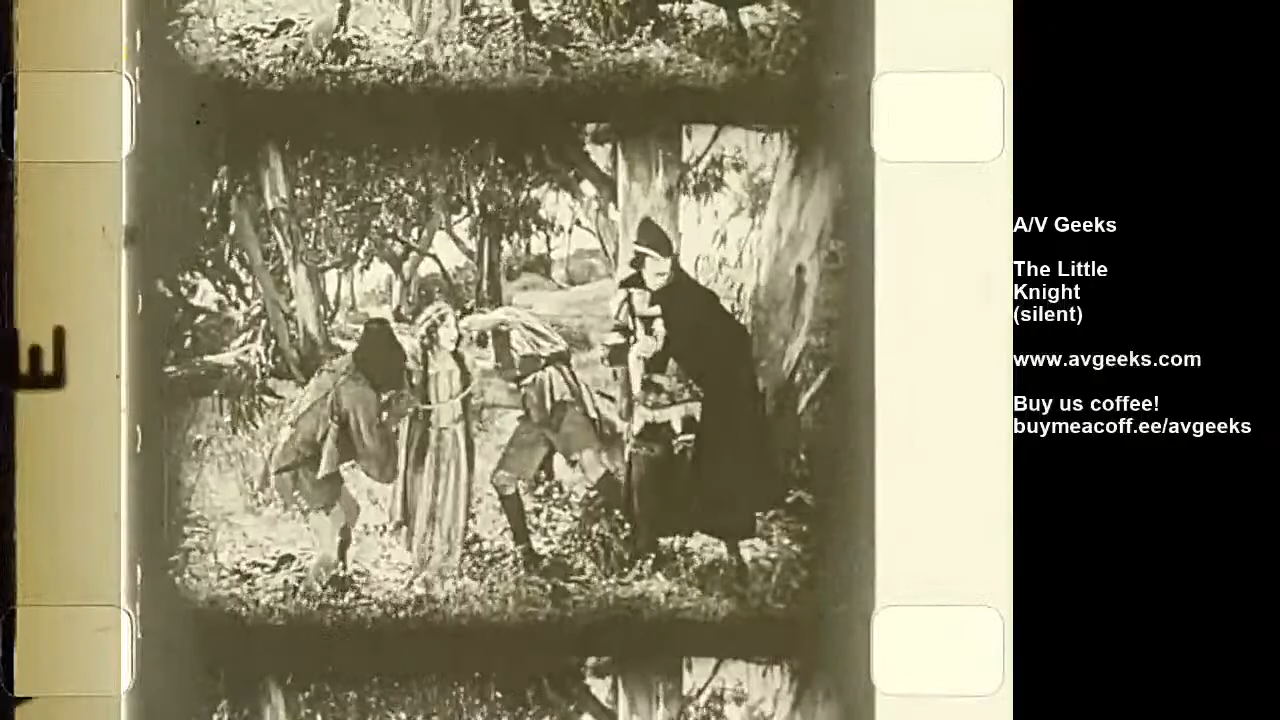 E
A/V Geeks
The Little
Knight
(silent)
www.avgeeks.com
Buy us coffee!
buymeacoff.ee/avgeeks